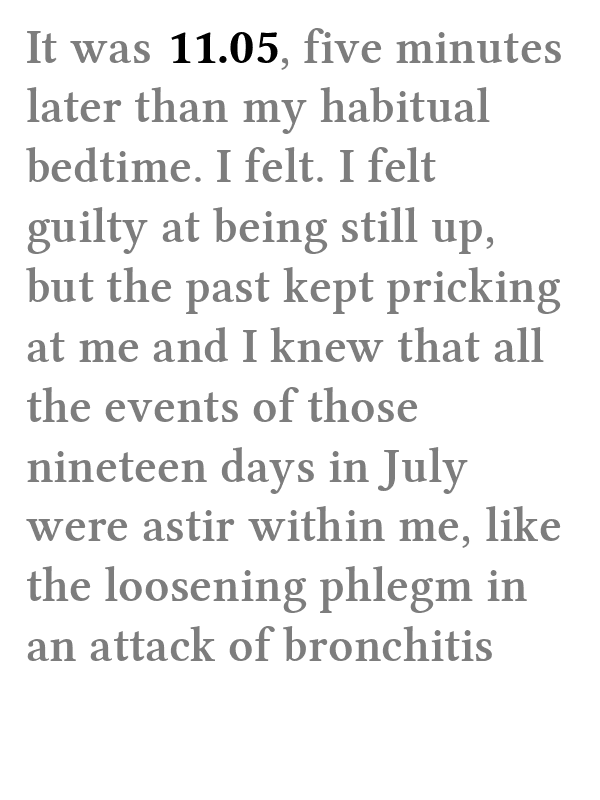 It was 11.05, five minutes
later than my habitual
bedtime. I felt. I felt
guilty at being still up,
but the past kept pricking
at me and I knew that all
the events of those
nineteen days in July
were astir within me, like
the loosening phlegm in
an attack of bronchitis